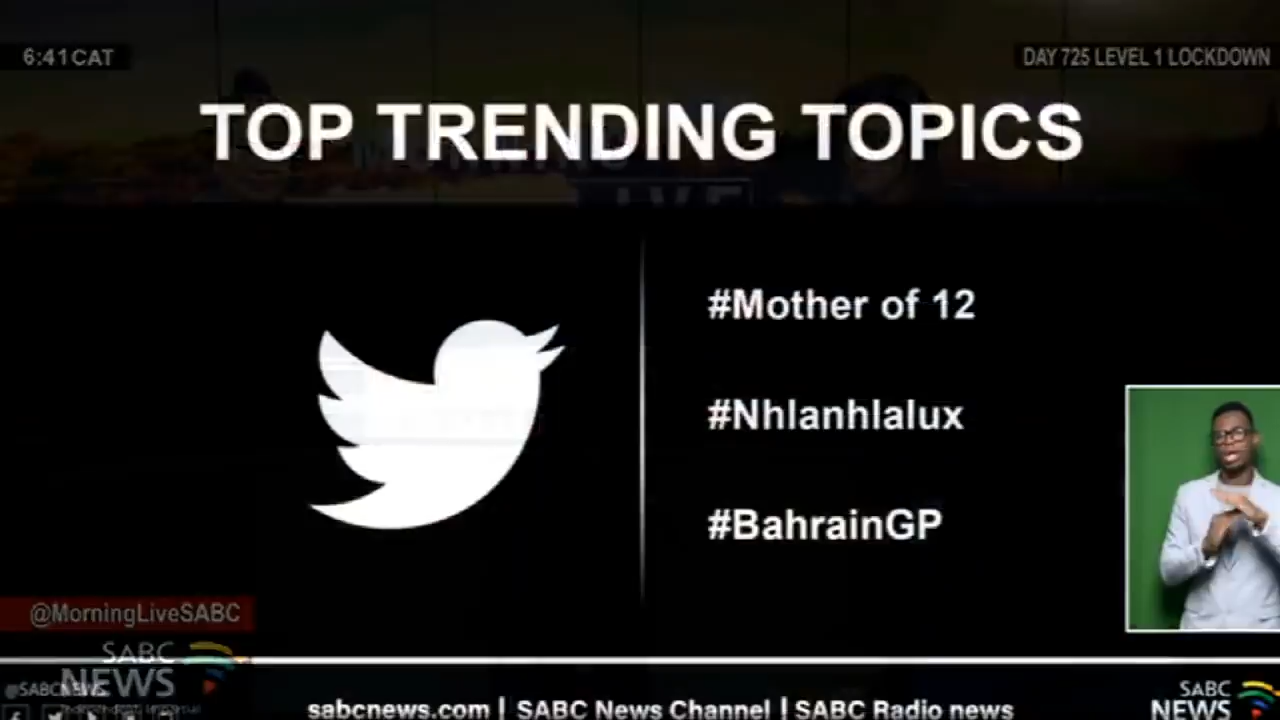 6:41CAT
DAY 725 LEVEL 1 LOCKDOWN
TOP TRENDING TOPICS
#Mother of 12
#Nhlanhlalux
#BahrainGP
@MorningLiveSABC
SABC
NEWS
@SABCNEWS
sabcnews.com | SABC News Channel | SABC Radio news
SABC
NEWS